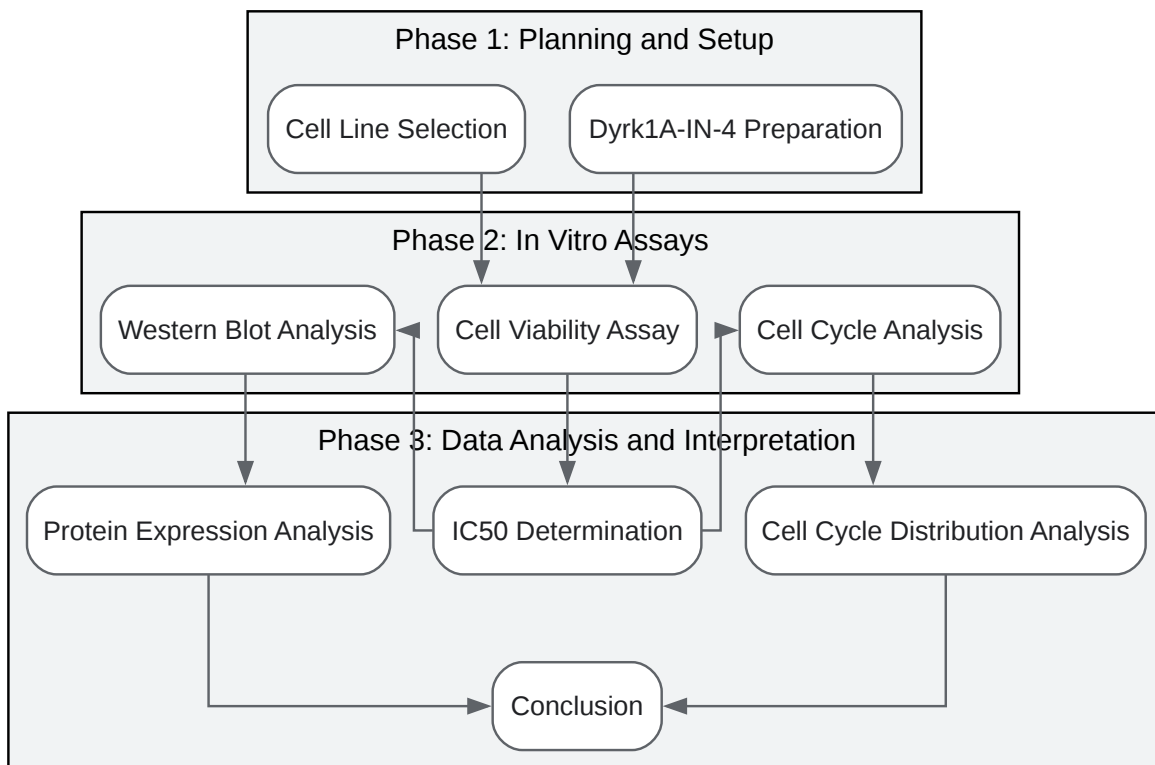 Phase 1: Planning and Setup
Cell Line Selection
Dyrk1A-IN-4 Preparation
Phase 2: In Vitro Assays
Western Blot Analysis
Cell Viability Assay
Cell Cycle Analysis
Phase 3: Data Analysis and Interpretation
Protein Expression Analysis
IC50 Determination
Cell Cycle Distribution Analysis
Conclusion